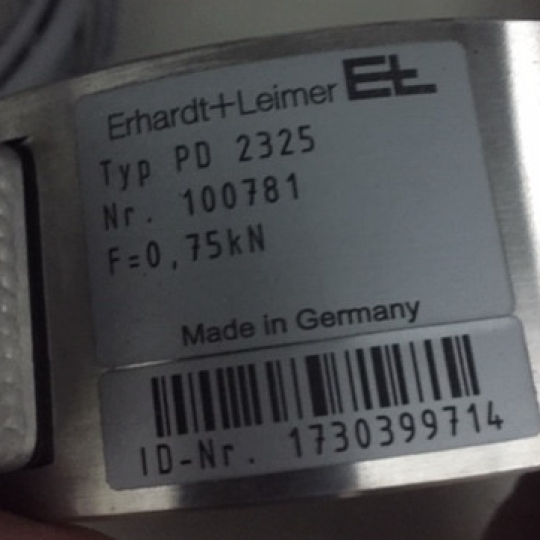 Erhardt+Leimer E+L
Typ PD 2325
Nr. 100781
F=0,75kN
Made in Germany
ID-Nr. 1730399714